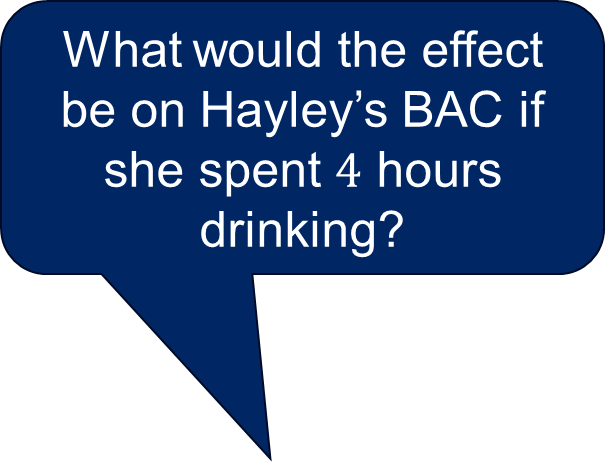 What would the effect
be on Hayley’s BAC if
she spent 4 hours
drinking?